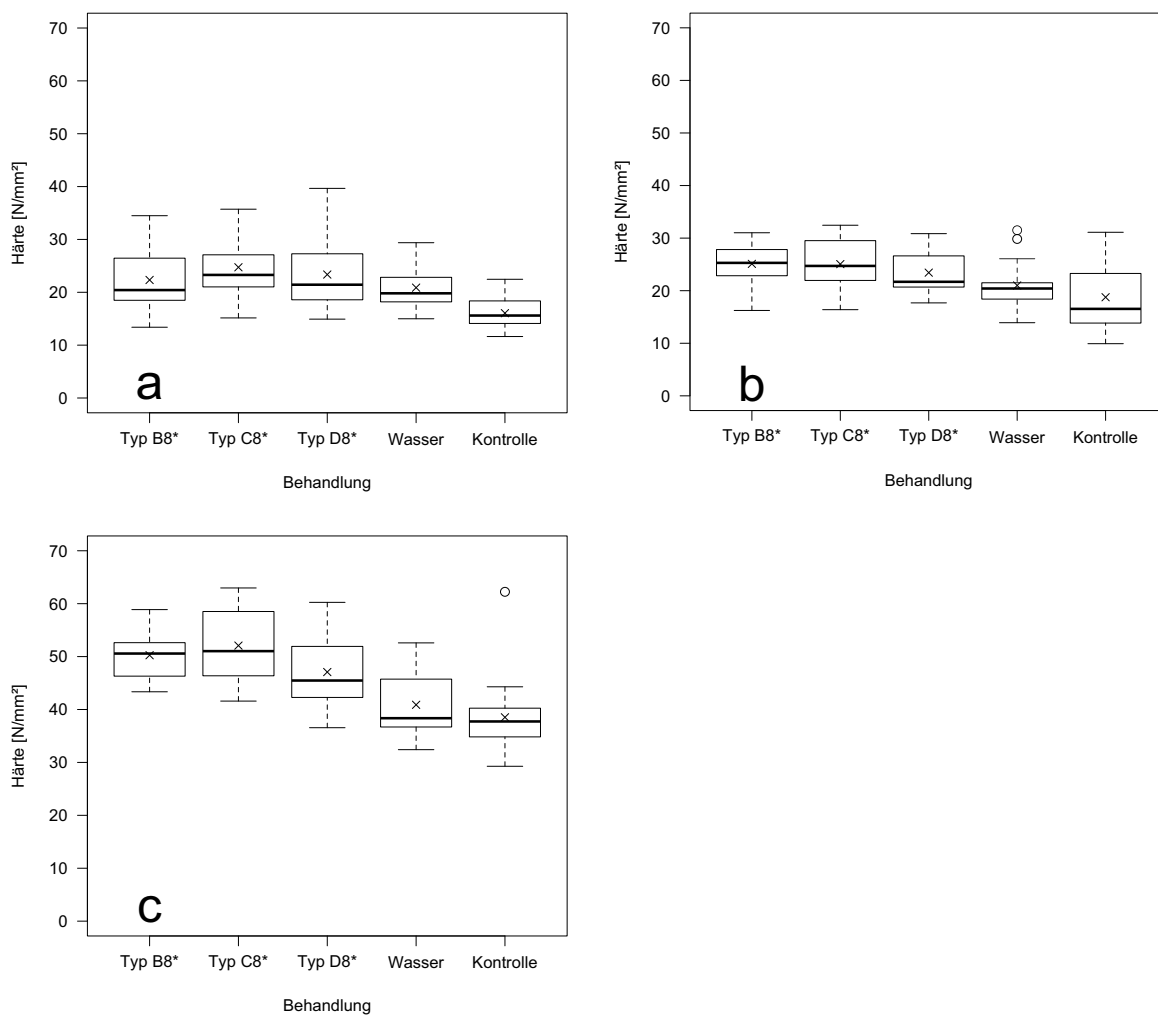 70
60
50
40
30
20
10
0
Härte [N/mm²]
a
Typ B8* Typ C8* Typ D8* Wasser Kontrolle
Behandlung
70
60
50
40
30
20
10
0
Härte [N/mm²]
b
Typ B8* Typ C8* Typ D8* Wasser Kontrolle
Behandlung
70
60
50
40
30
20
10
0
Härte [N/mm²]
c
Typ B8* Typ C8* Typ D8* Wasser Kontrolle
Behandlung